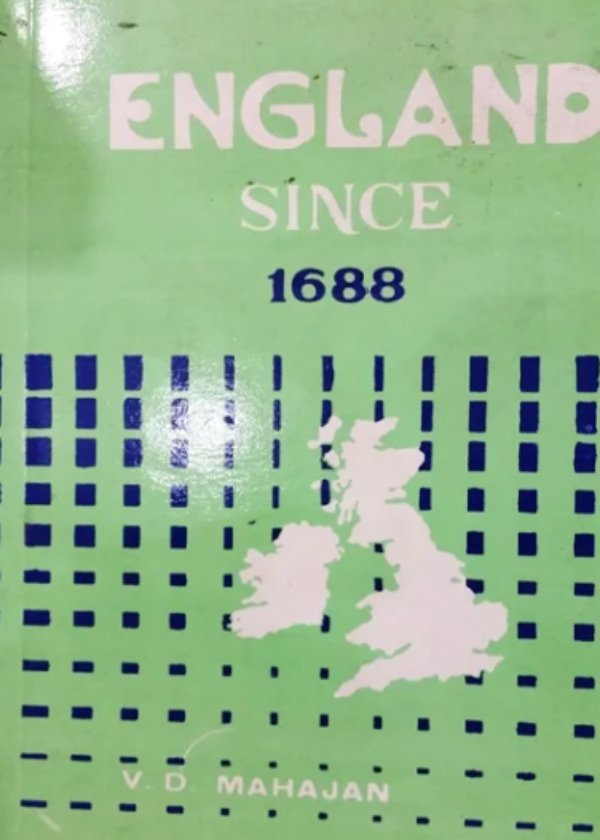 ENGLAND
SINCE
1688
V. D. MAHAJAN